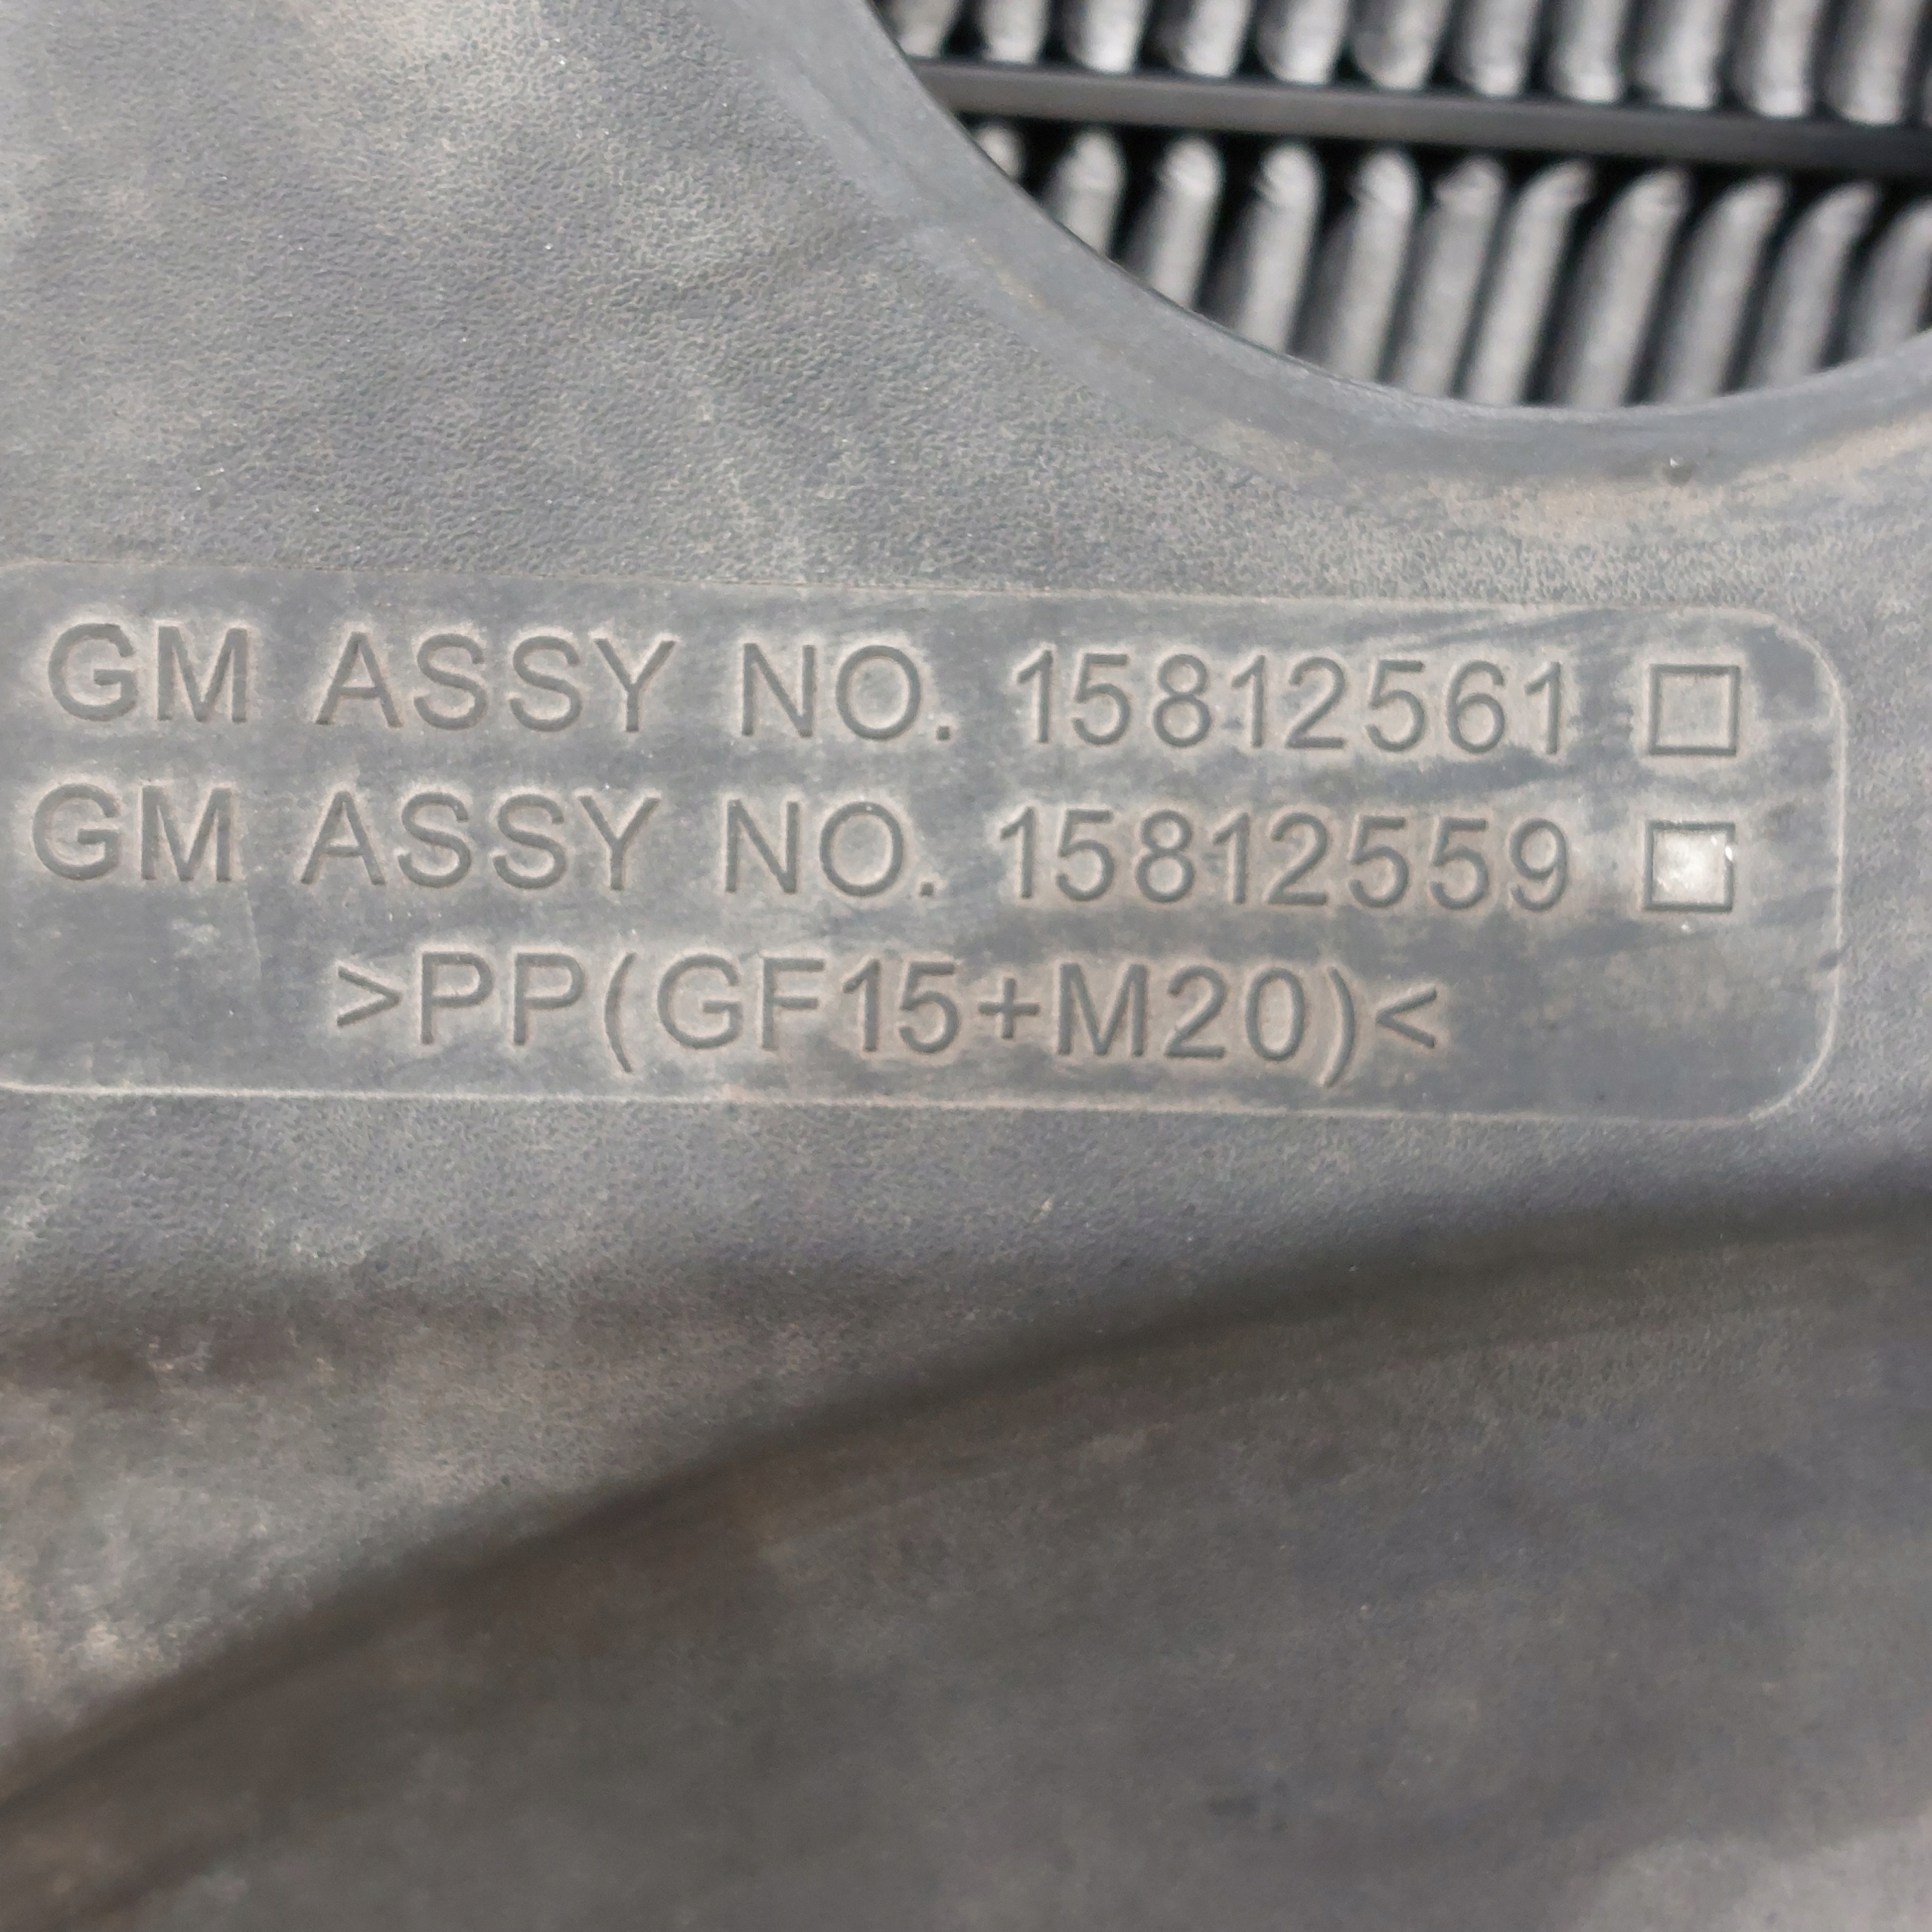 GM ASSY NO. 15812561 □
GM ASSY NO. 15812559 □
>PP(GF15+M20)<